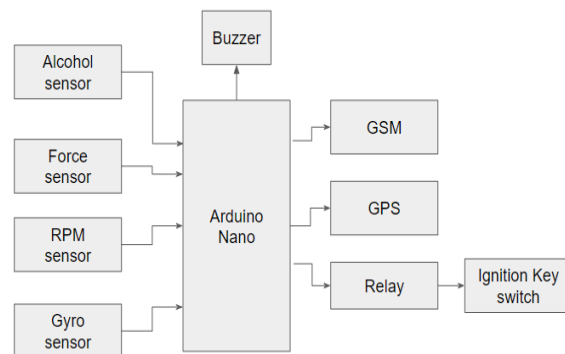 Buzzer
Alcohol
sensor
Force
sensor
RPM
sensor
Gyro
sensor
Arduino
Nano
GSM
GPS
Relay
Ignition Key
switch